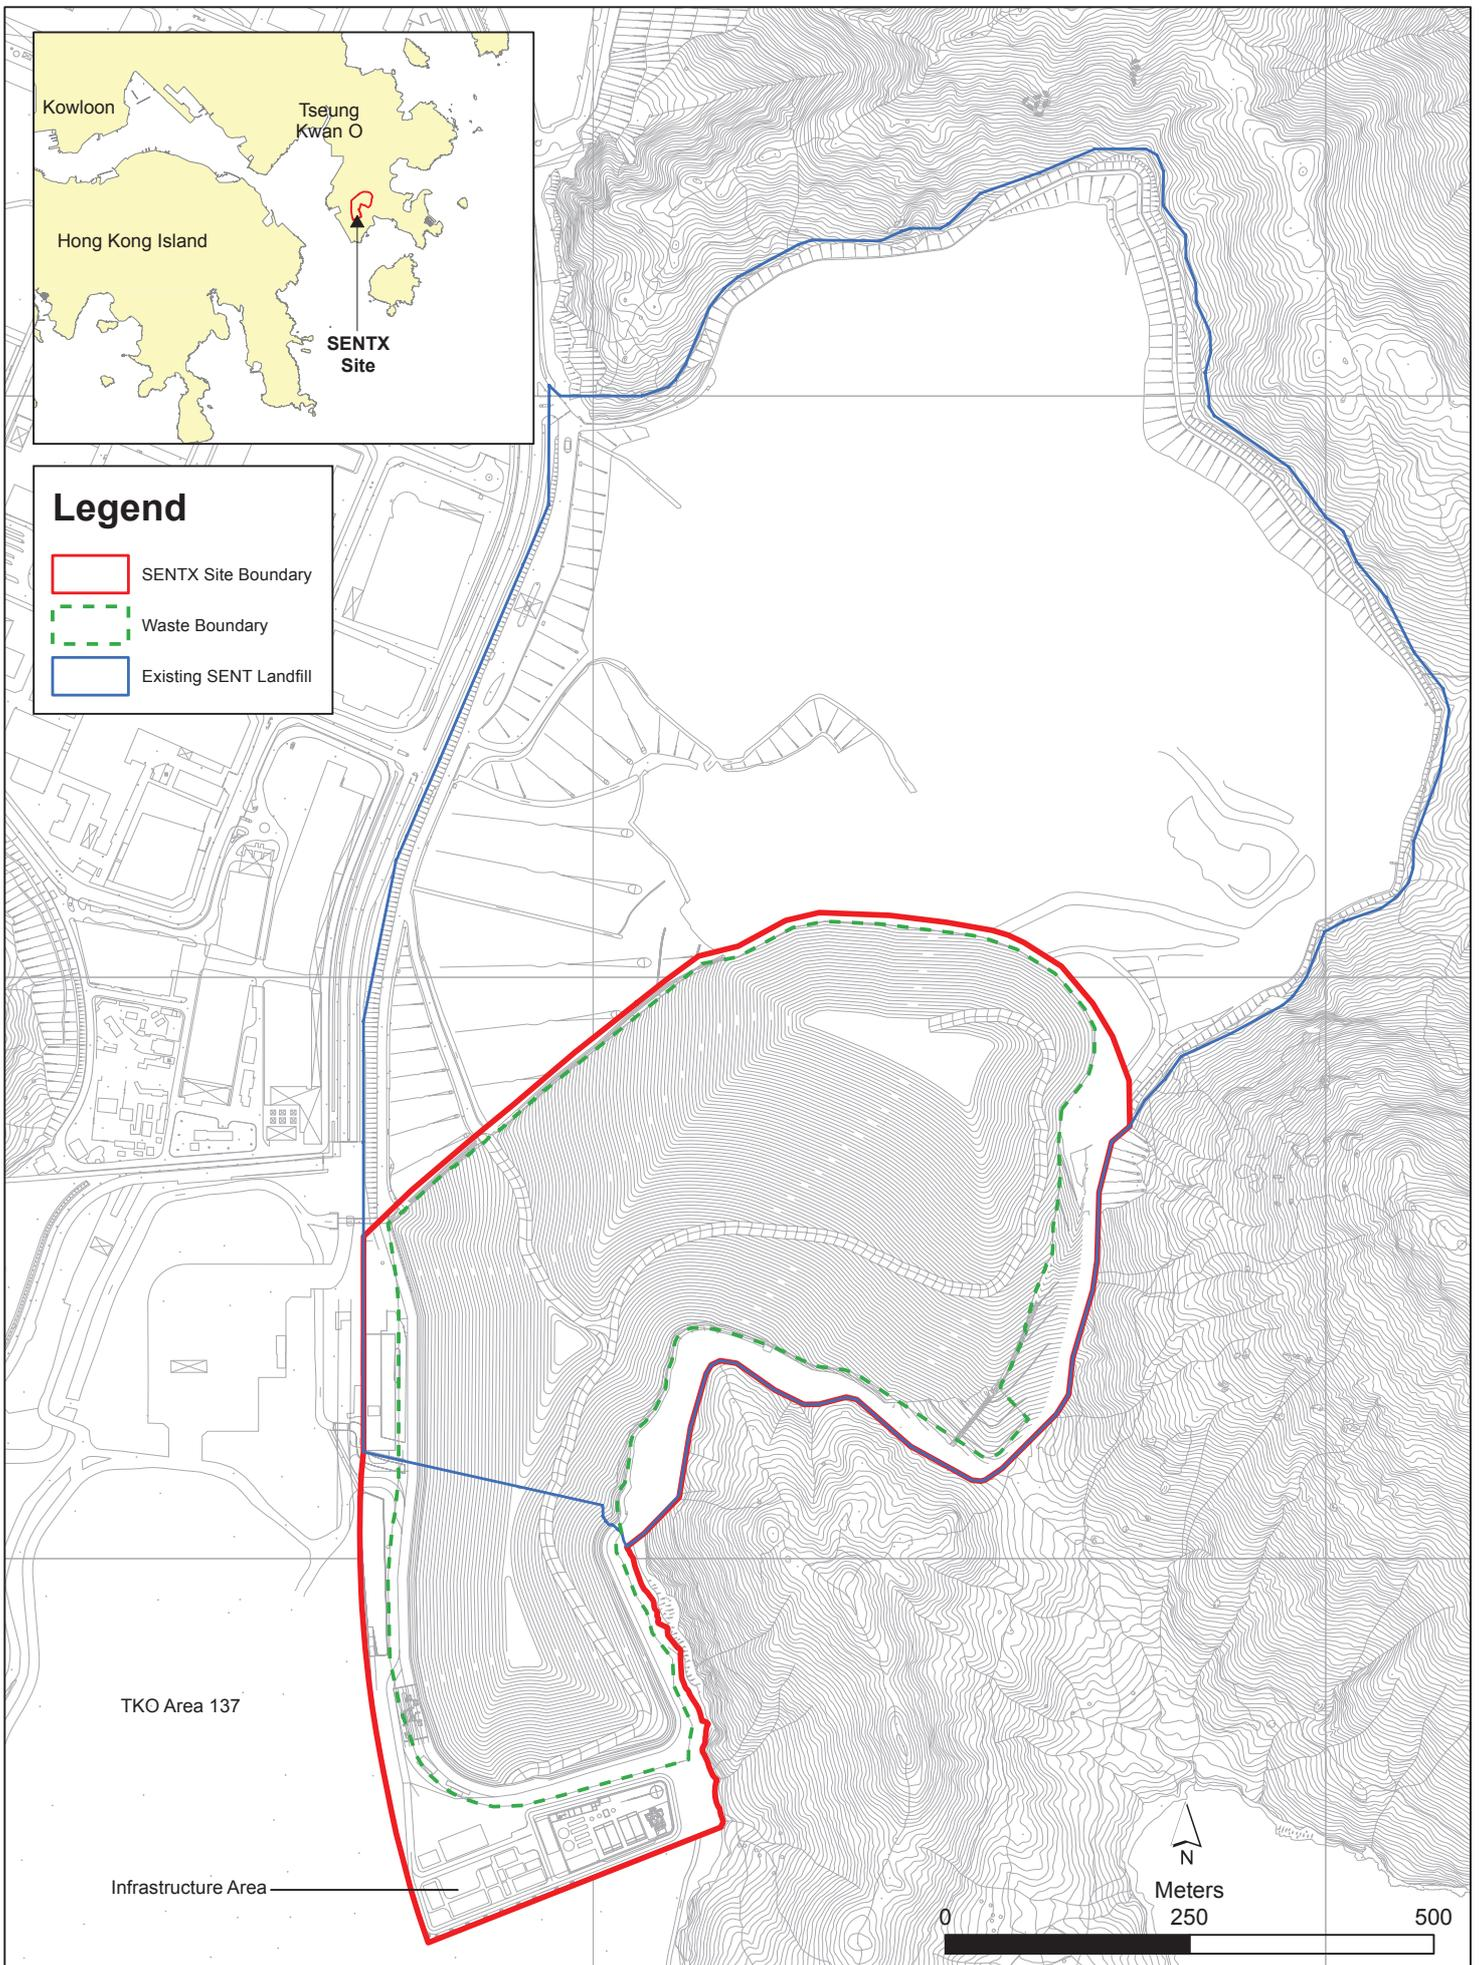 Kowloon
Tseung
Kwan O
Hong Kong Island
SENTX
Site
Legend
SENTX Site Boundary
Waste Boundary
Existing SENT Landfill
TKO Area 137
Infrastructure Area
N
Meters
0 250 500